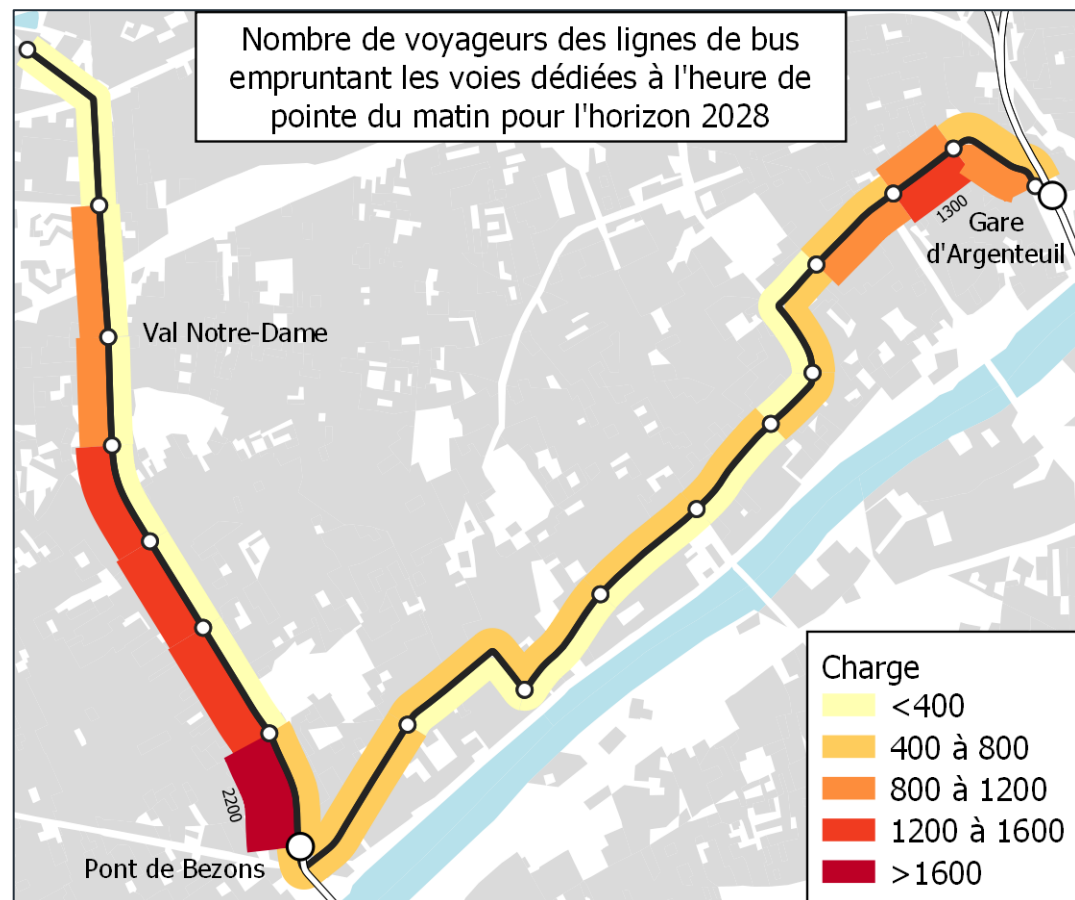 Nombre de voyageurs des lignes de bus
empruntant les voies dédiées à l'heure de
pointe du matin pour l'horizon 2028
1300
Gare
d'Argenteuil
Val Notre-Dame
2200
Pont de Bezons
Charge
<400
400 à 800
800 à 1200
1200 à 1600
>1600